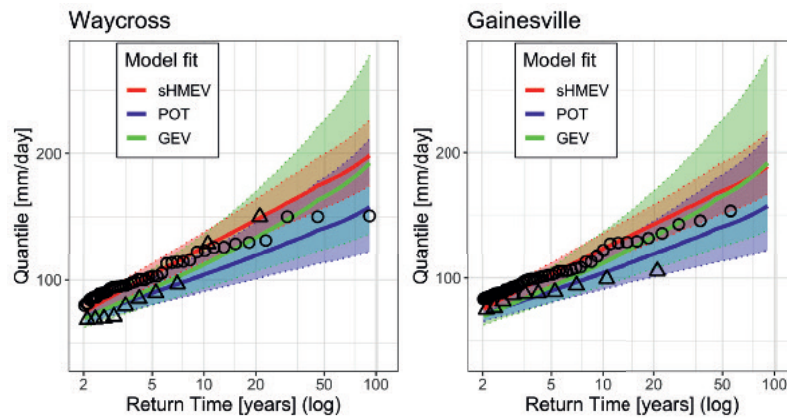 Waycross
Quantile [mm/day]
200
100
Model fit
sHMEV
POT
GEV
2
5
10
20
50
100
Return Time [years] (log)
Gainesville
Quantile [mm/day]
200
100
Model fit
sHMEV
POT
GEV
2
5
10
20
50
100
Return Time [years] (log)